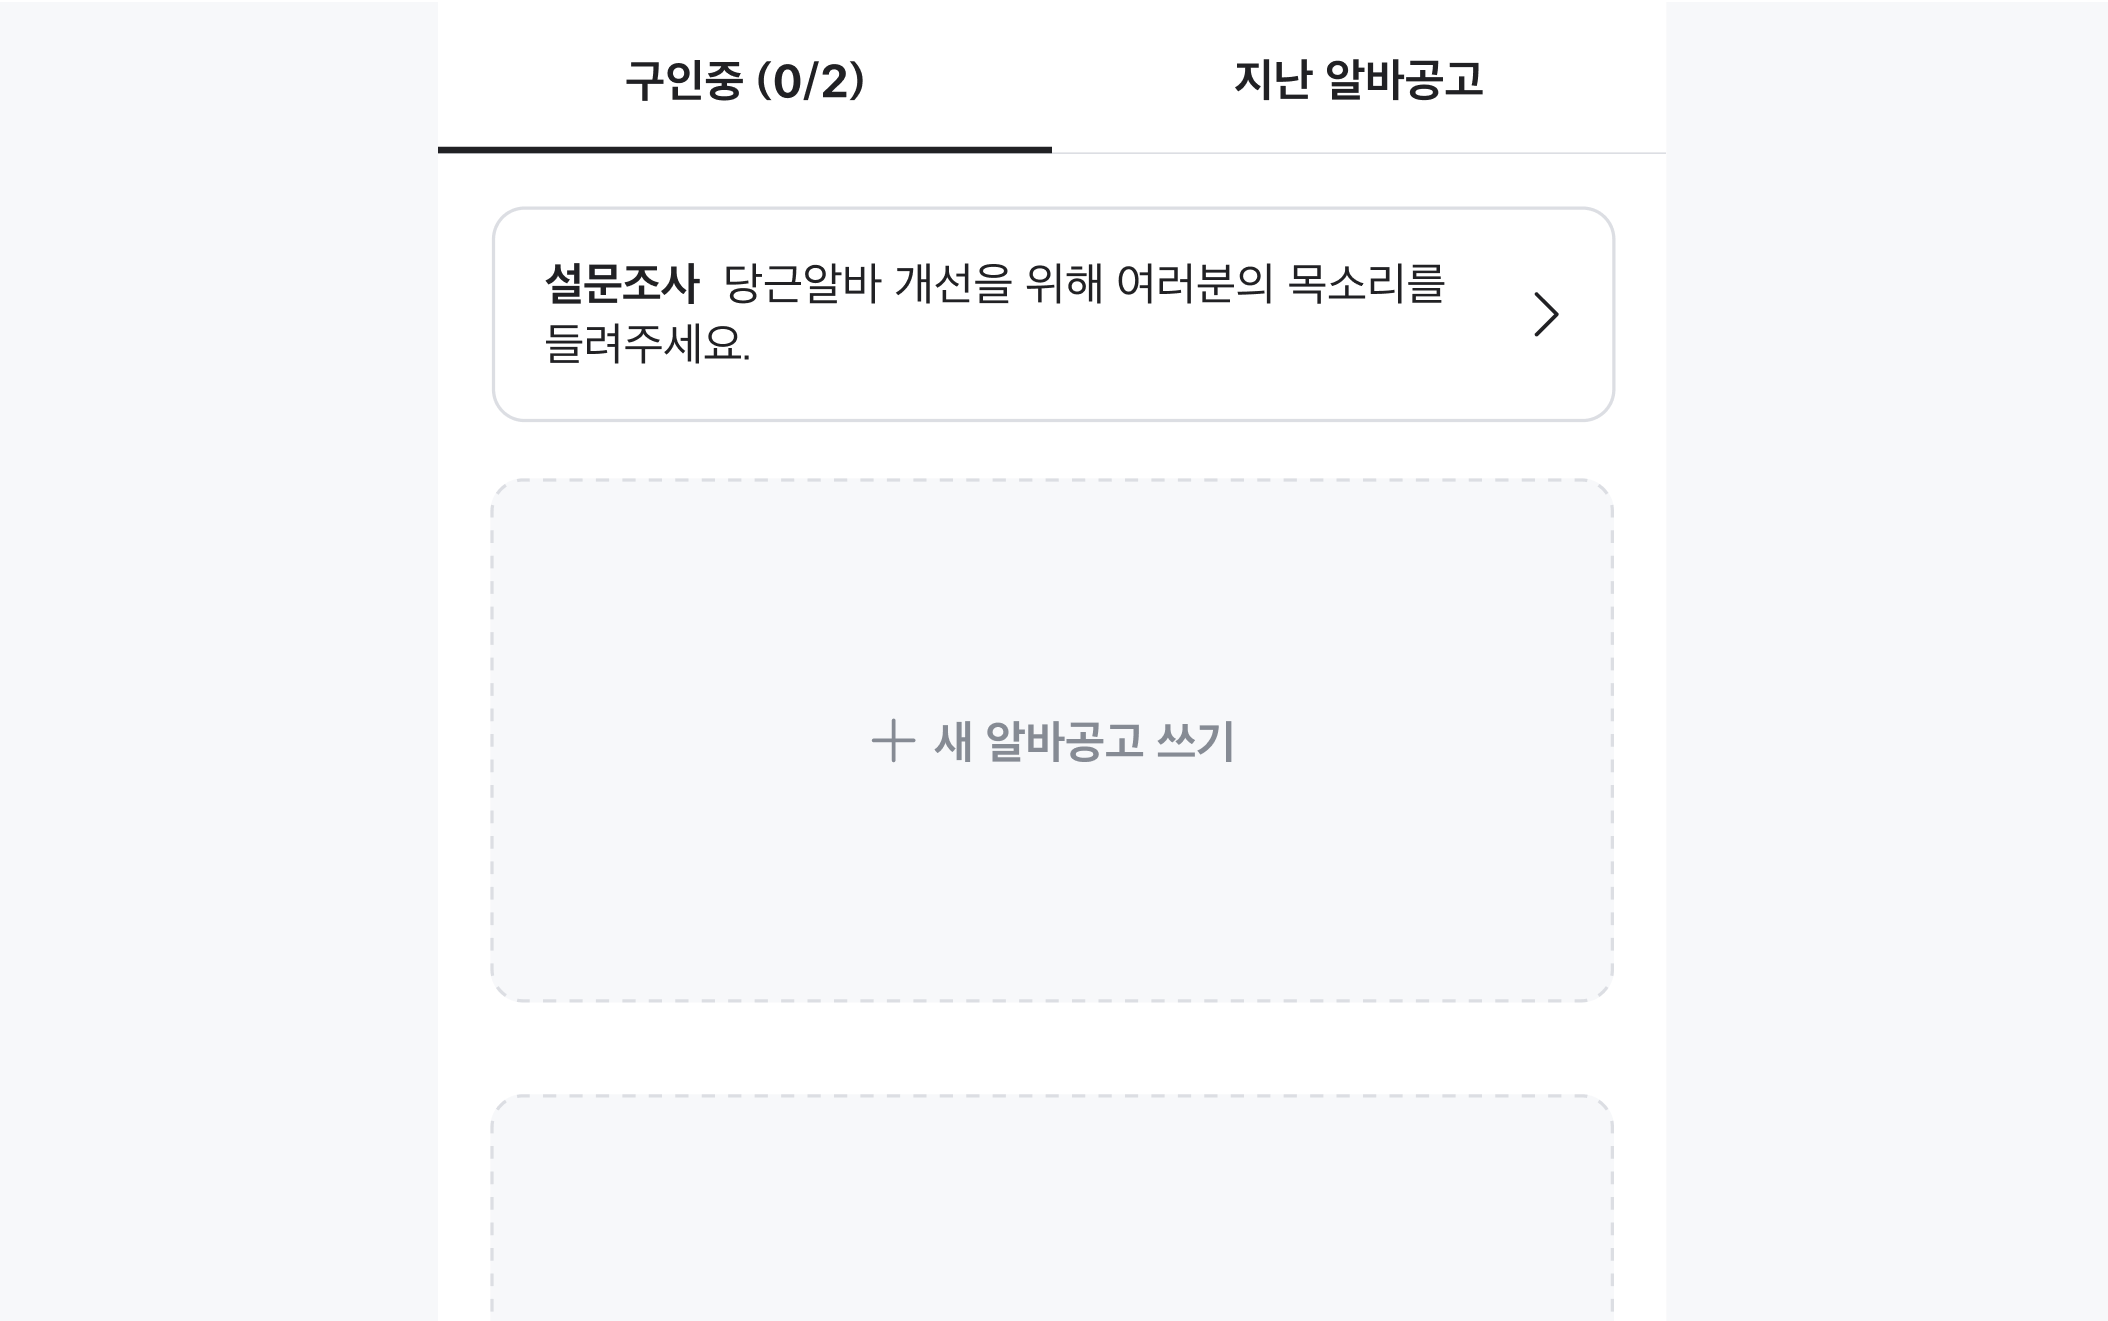 구인중 (0/2)
지난 알바공고
설문조사 당근알바 개선을 위해 여러분의 목소리를
들려주세요.
새 알바공고 쓰기